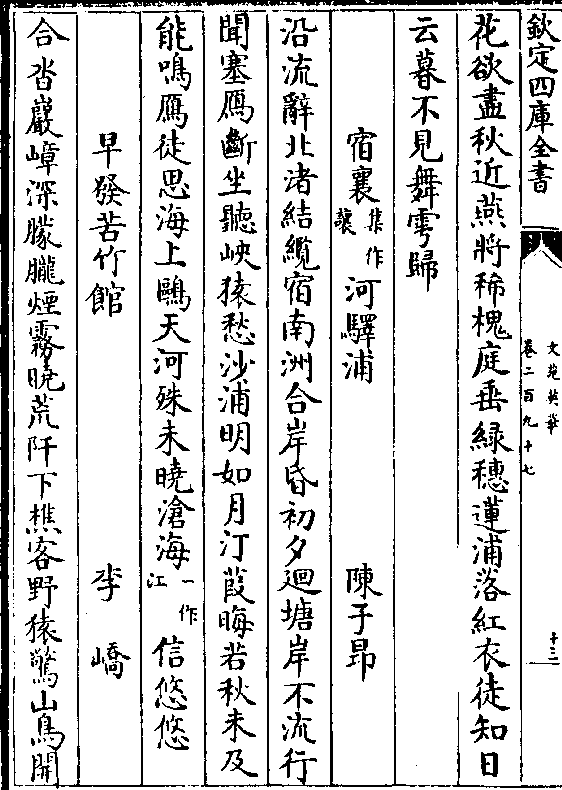 欽定四庫全書
文苑英華
卷二百九十七
十三
花欲盡秋近燕將稀槐庭垂緑穗蓮浦落紅衣徒知日
云暮不見舞雩歸
宿襄集作瀼河驛浦 陳子昻
沿流辭北渚結纜宿南洲合岸昏初夕迴塘岸不流行
聞塞鴈斷坐聽峽猿愁沙浦明如月汀葭晦若秋未及
能鳴鴈徒思海上鷗天河殊未曉滄海一作江信悠悠
早發苦竹館 李嶠
合沓巖嶂深朦朧煙霧曉荒阡下樵客野猿驚山鳥開